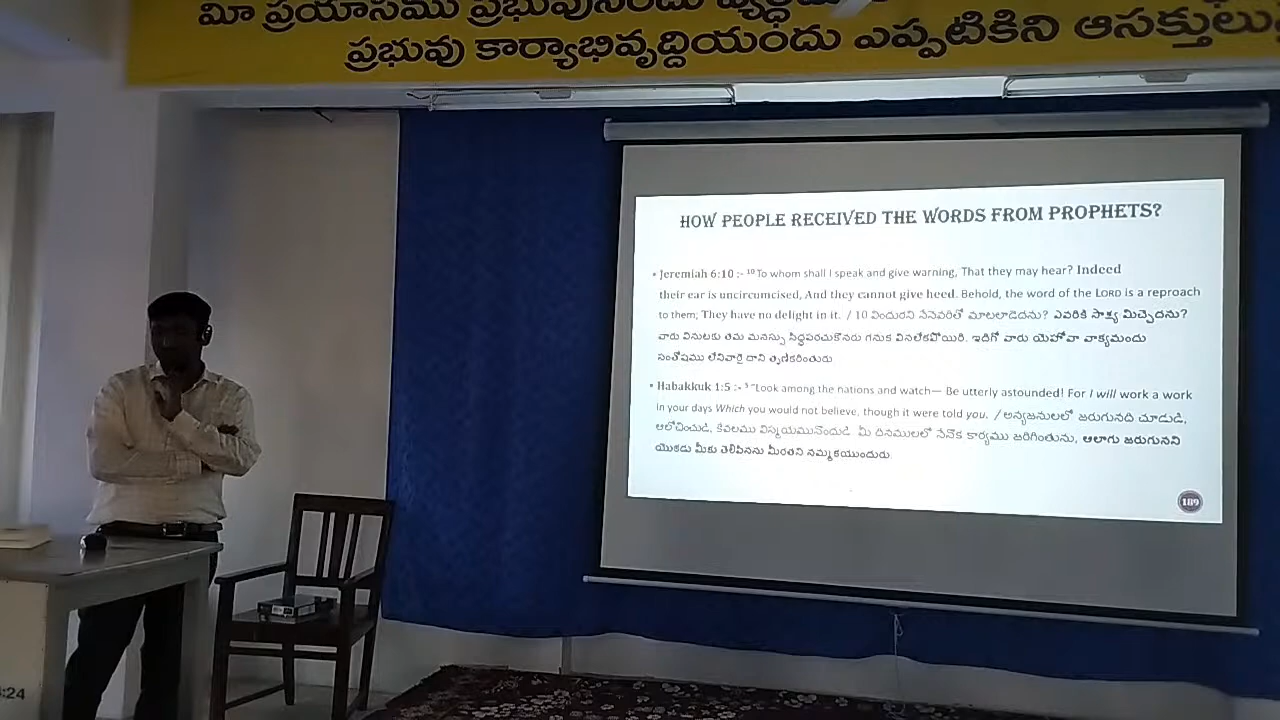 మీ ప్రయాసము ప్రభువునందు వ్యర్థము
ప్రభువు కార్యాభివృద్దియందు ఎప్పటికిని ఆసక్తులు
HOW PEOPLE RECEIVED THE WORDS FROM PROPHETS?
• Jeremiah 6:10 :- 10 To whom shall I speak and give warning, That they may hear? Indeed
their ear is uncircumcised, And they cannot give heed. Behold, the word of the LORD is a reproach
to them; They have no delight in it. / 10 విందురని నేనెవరితో మాటలాడెదను? ఎవరికి సాక్ష్య మిచ్చెదను?
వారు వినుటకు తమ మనస్సు సిద్ధపరచుకొనరు గనుక వినలేకపోయిరి. ఇదిగో వారు యెహోవా వాక్యమందు
సంతోషము లేనివారై దాని తృణీకరింతురు
• Habakkuk 1:5 :- 5 "Look among the nations and watch— Be utterly astounded! For I will work a work
in your days Which you would not believe, though it were told you. / అన్యజనులలో జరుగునది చూడుడి,
ఆలోచించుడి, కేవలము విస్మయమునొందుడి మీ దినములలో నేనొక కార్యము జరిగింతును, ఆలాగు జరుగునని
యొకడు మీకు తెలిపినను మీరతని నమ్మకయుందురు
189
:24